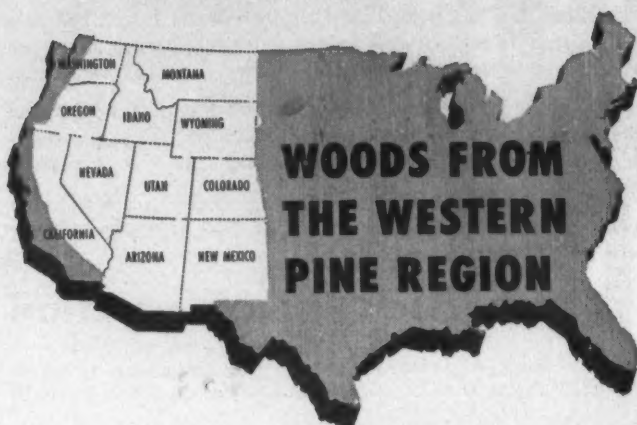 WASHINGTON
MONTANA
OREGON
IDAHO
WYOMING
NEVADA
UTAH
COLORADO
CALIFORNIA
ARIZONA
NEW MEXICO
WOODS FROM
THE WESTERN
PINE REGION